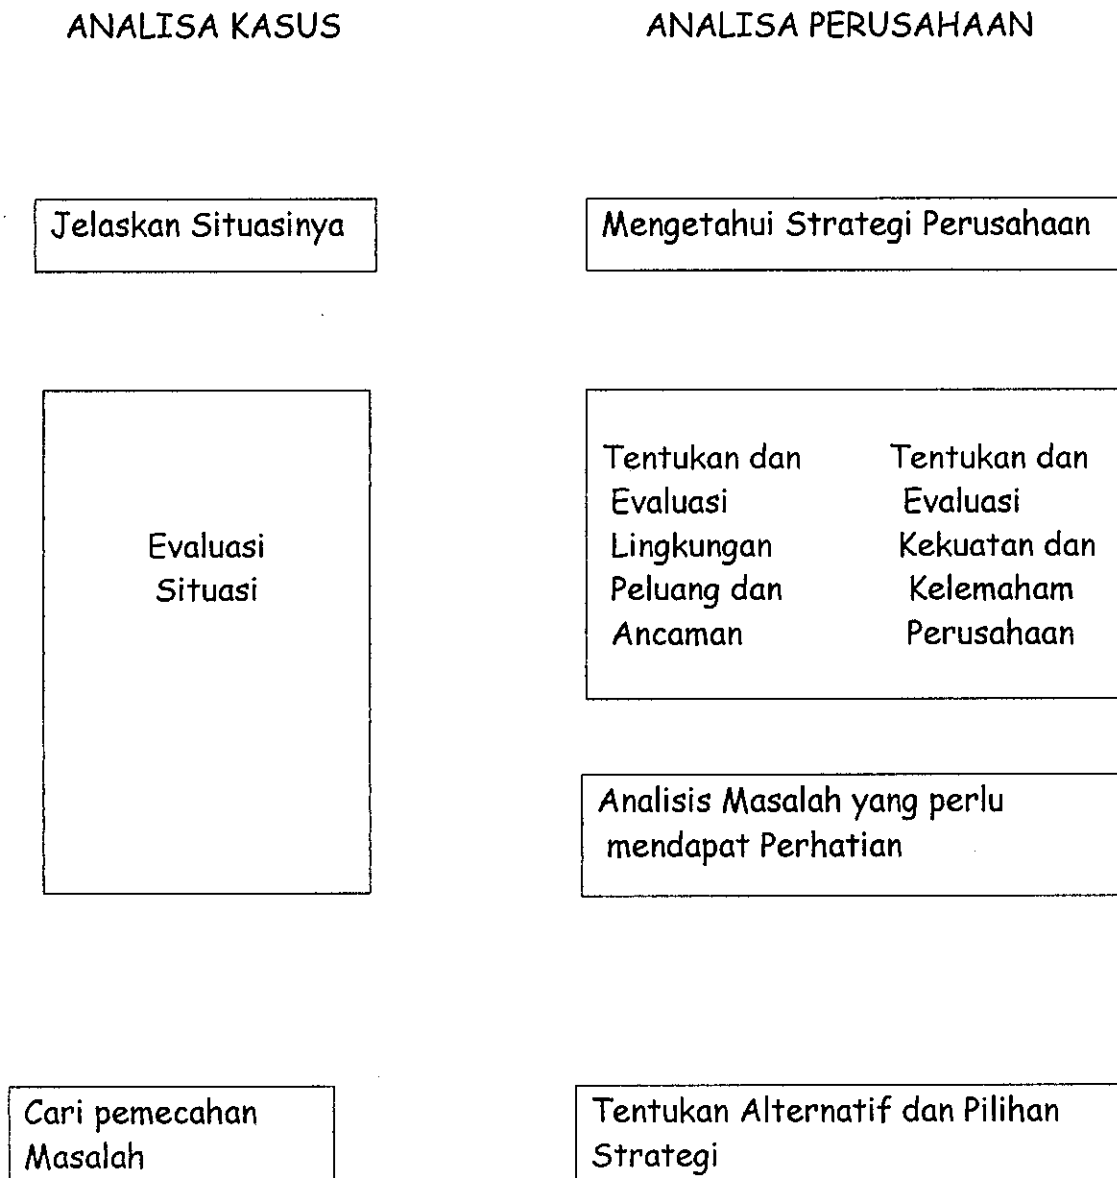 ANALISA KASUS
ANALISA PERUSAHAAN
Jelaskan Situasinya
Mengetahui Strategi Perusahaan
Evaluasi
Situasi
Tentukan dan
Evaluasi
Lingkungan
Peluang dan
Ancaman
Tentukan dan
Evaluasi
Kekuatan dan
Kelemaham
Perusahaan
Analisis Masalah yang perlu
mendapat Perhatian
Cari pemecahan
Masalah
Tentukan Alternatif dan Pilihan
Strategi